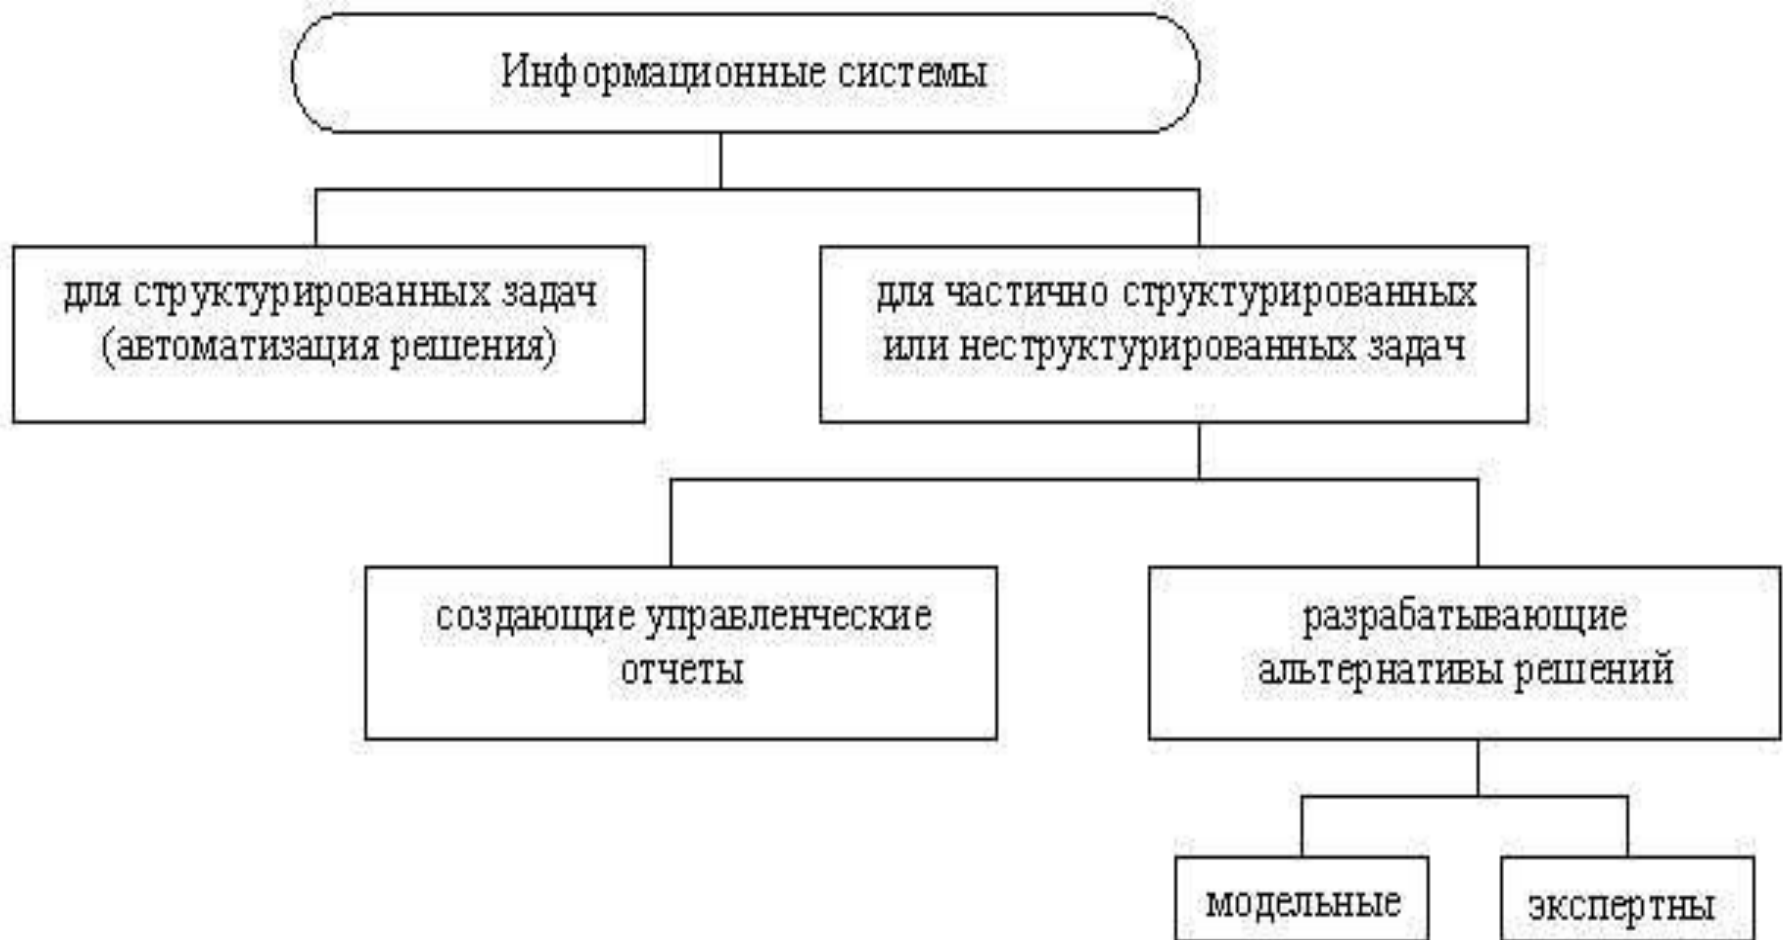 Информационные системы
для структурированных задач
(автоматизация решения)
для частично структурированных
или неструктурированных задач
создающие управленческие
отчеты
разрабатывающие
альтернативы решений
модельные
экспертны